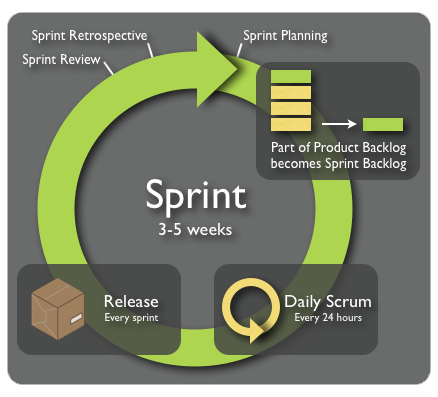 Sprint Retrospective
Sprint Planning
Sprint Review
Part of Product Backlog
becomes Sprint Backlog
Sprint
3-5 weeks
Release
Every sprint
Daily Scrum
Every 24 hours